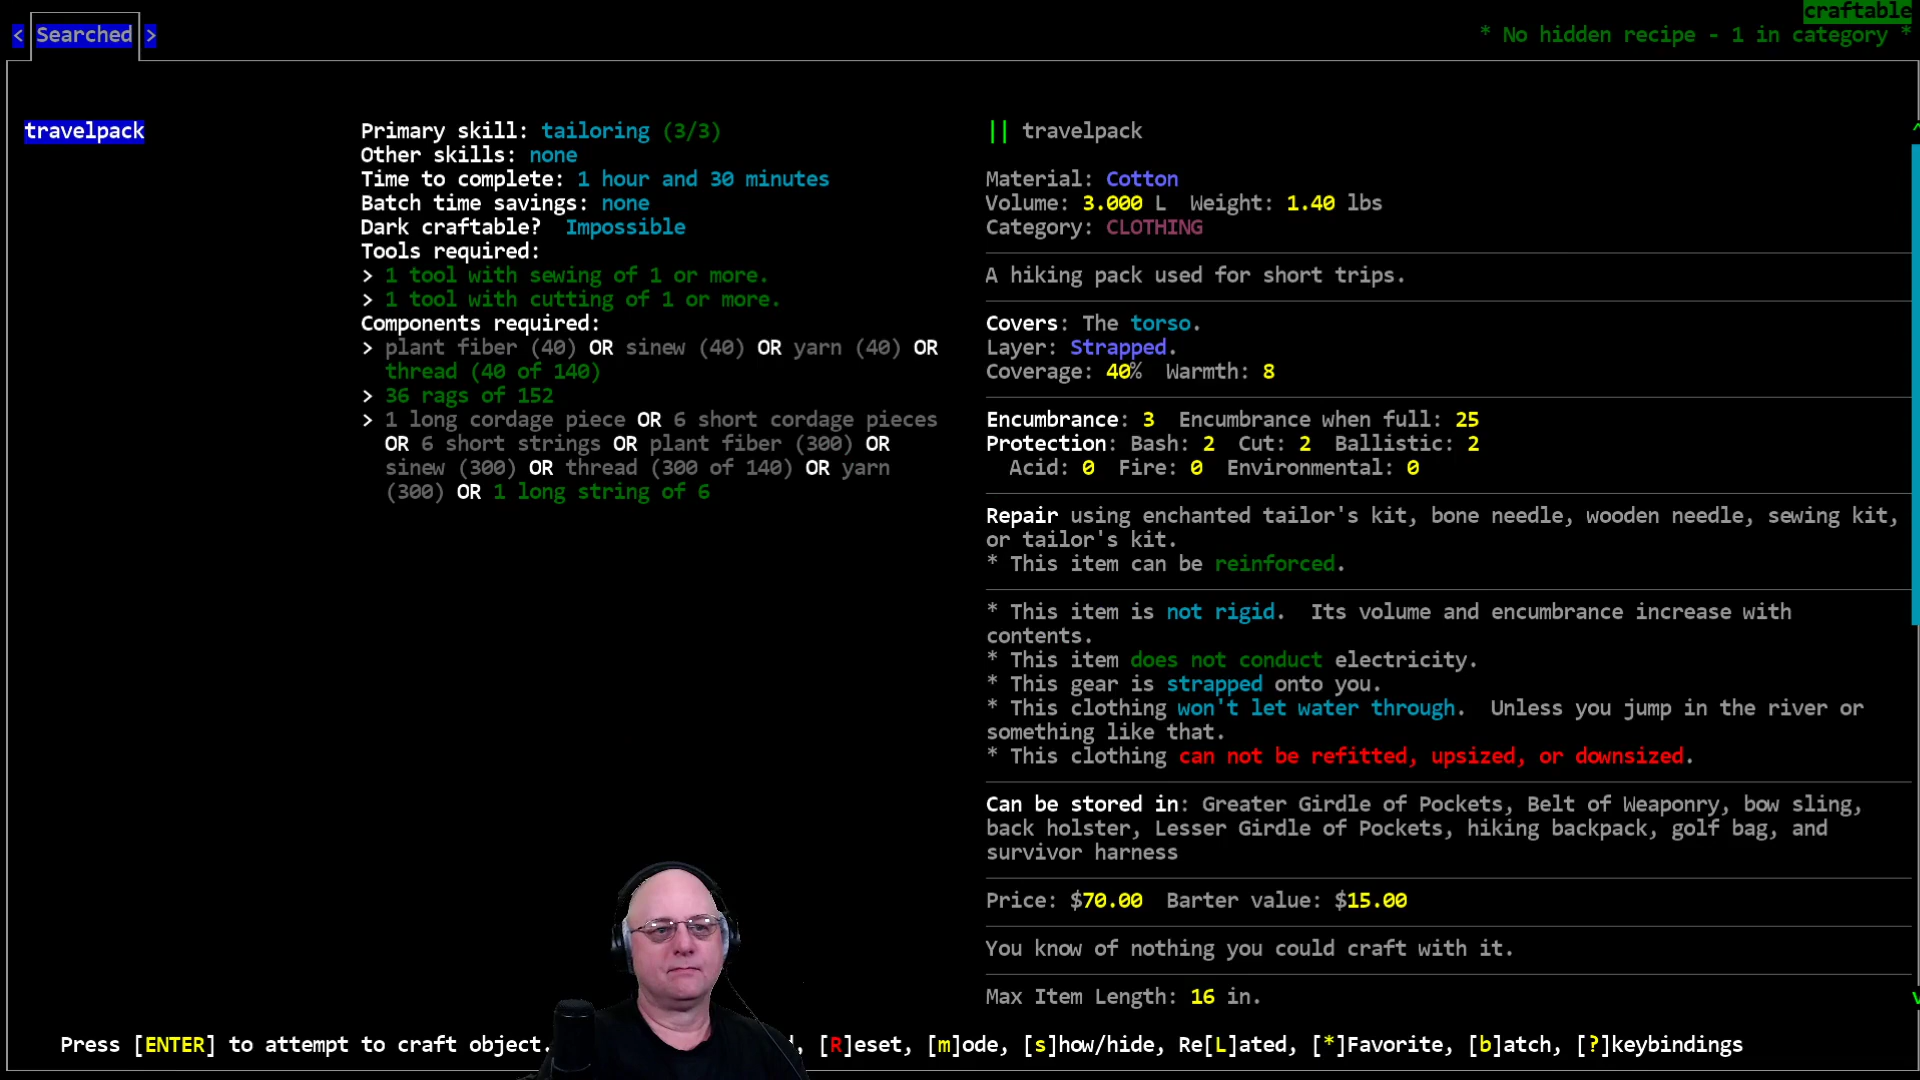 craftable
< Searched >
* No hidden recipe - 1 in category *
travelpack
Primary skill: tailoring (3/3)
Other skills: none
Time to complete: 1 hour and 30 minutes
Batch time savings: none
Dark craftable?  Impossible
Tools required:
> 1 tool with sewing of 1 or more.
> 1 tool with cutting of 1 or more.
Components required:
> plant fiber (40) OR sinew (40) OR yarn (40) OR
thread (40 of 140)
> 36 rags of 152
> 1 long cordage piece OR 6 short cordage pieces
OR 6 short strings OR plant fiber (300) OR
sinew (300) OR thread (300 of 140) OR yarn
(300) OR 1 long string of 6
|| travelpack
Material: Cotton
Volume: 3.000 L  Weight: 1.40 lbs
Category: CLOTHING
A hiking pack used for short trips.
Covers: The torso.
Layer: Strapped.
Coverage: 40%  Warmth: 8
Encumbrance: 3  Encumbrance when full: 25
Protection: Bash: 2  Cut: 2  Ballistic: 2
Acid: 0  Fire: 0  Environmental: 0
Repair using enchanted tailor's kit, bone needle, wooden needle, sewing kit,
or tailor's kit.
* This item can be reinforced.
* This item is not rigid.  Its volume and encumbrance increase with
contents.
* This item does not conduct electricity.
* This gear is strapped onto you.
* This clothing won't let water through.  Unless you jump in the river or
something like that.
* This clothing can not be refitted, upsized, or downsized.
Can be stored in: Greater Girdle of Pockets, Belt of Weaponry, bow sling,
back holster, Lesser Girdle of Pockets, hiking backpack, golf bag, and
survivor harness
Price: $70.00  Barter value: $15.00
You know of nothing you could craft with it.
Max Item Length: 16 in.
Press [ENTER] to attempt to craft object. , [R]eset, [m]ode, [s]how/hide, Re[L]ated, [*]Favorite, [b]atch, [?]keybindings